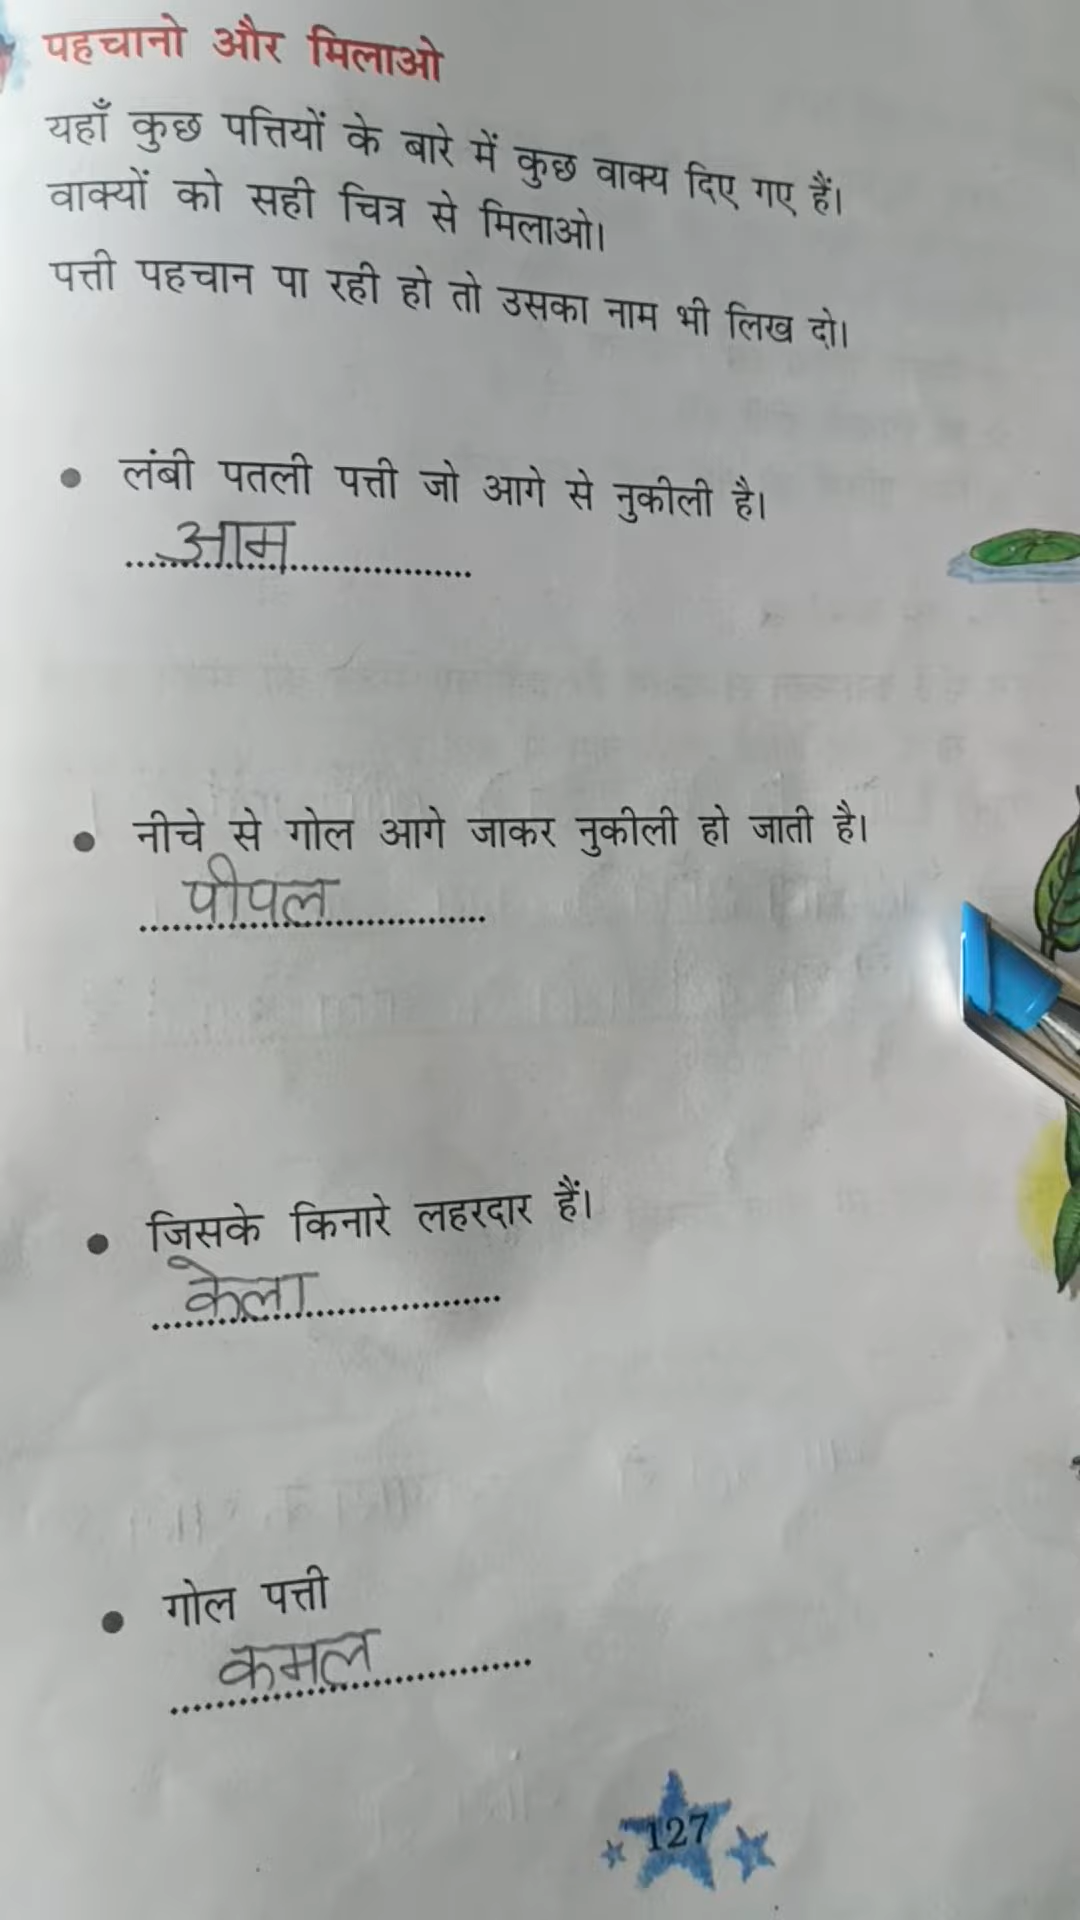 पहचानो और मिलाओ
यहाँ कुछ पत्तियों के बारे में कुछ वाक्य दिए गए हैं।
वाक्यों को सही चित्र से मिलाओ।
पत्ती पहचान पा रही हो तो उसका नाम भी लिख दो।
● लंबी पतली पत्ती जो आगे से नुकीली है।
आम
● नीचे से गोल आगे जाकर नुकीली हो जाती है।
पीपल
● जिसके किनारे लहरदार हैं।
केला
● गोल पत्ती
कमल
127